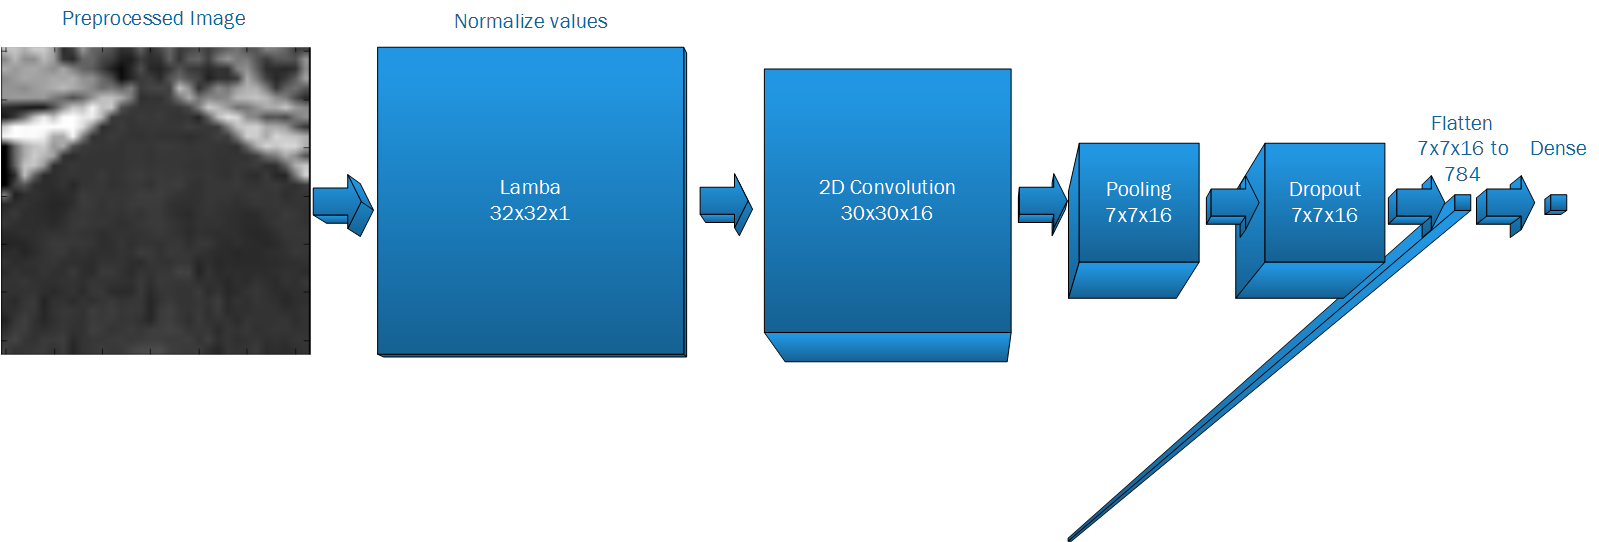 Preprocessed Image
Normalize values
Lamba
32x32x1
2D Convolution
30x30x16
Pooling
7x7x16
Dropout
7x7x16
Flatten
7x7x16 to
784
Dense